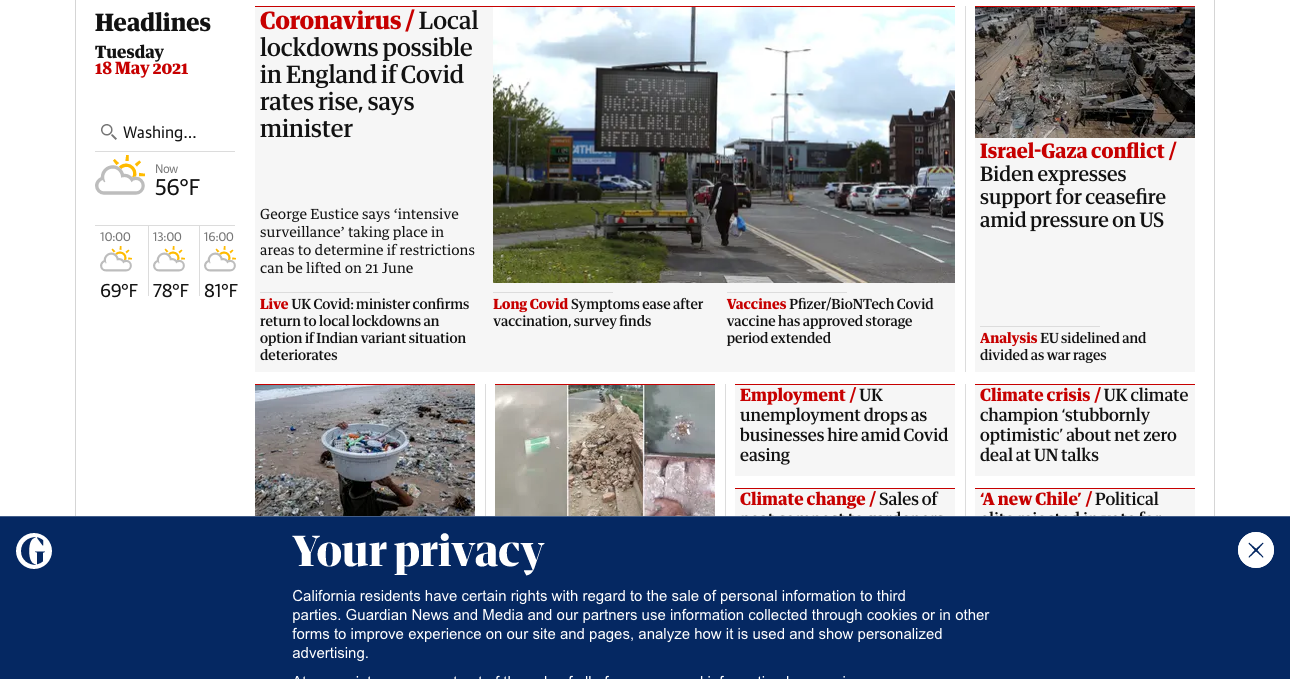 Headlines
Tuesday
18 May 2021
Washing...
Now
56°F
10:00
13:00
16:00
69°F
78°F
81°F
Coronavirus / Local
lockdowns possible
in England if Covid
rates rise, says
minister
George Eustice says ‘intensive
surveillance’ taking place in
areas to determine if restrictions
can be lifted on 21 June
COVID
VACCINATION
AVAILABLE NO
NEED TO BOOK
Live UK Covid: minister confirms
return to local lockdowns an
option if Indian variant situation
deteriorates
Long Covid Symptoms ease after
vaccination, survey finds
Vaccines Pfizer/BioNTech Covid
vaccine has approved storage
period extended
Israel-Gaza conflict /
Biden expresses
support for ceasefire
amid pressure on US
Analysis EU sidelined and
divided as war rages
Employment / UK
unemployment drops as
businesses hire amid Covid
easing
Climate change / Sales of
Climate crisis / UK climate
champion ‘stubbornly
optimistic’ about net zero
deal at UN talks
‘A new Chile’ / Political
Your privacy
California residents have certain rights with regard to the sale of personal information to third
parties. Guardian News and Media and our partners use information collected through cookies or in other
forms to improve experience on our site and pages, analyze how it is used and show personalized
advertising.